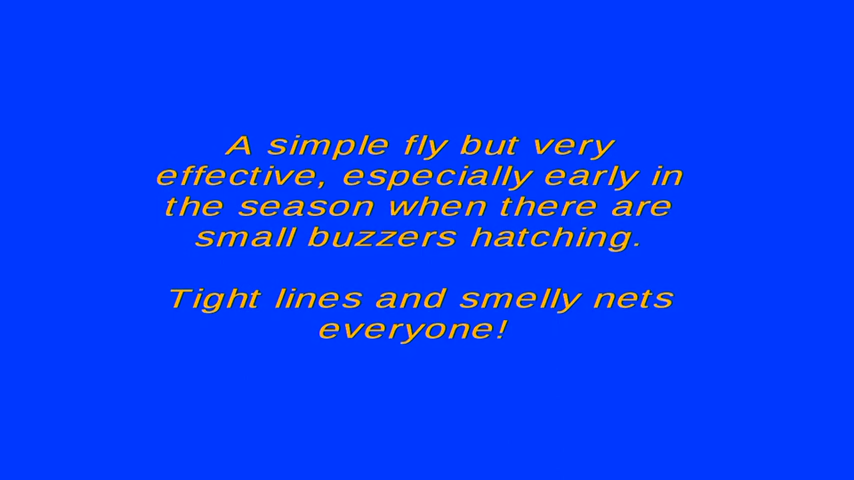 A simple fly but very
effective, especially early in
the season when there are
small buzzers hatching.
Tight lines and smelly nets
everyone!